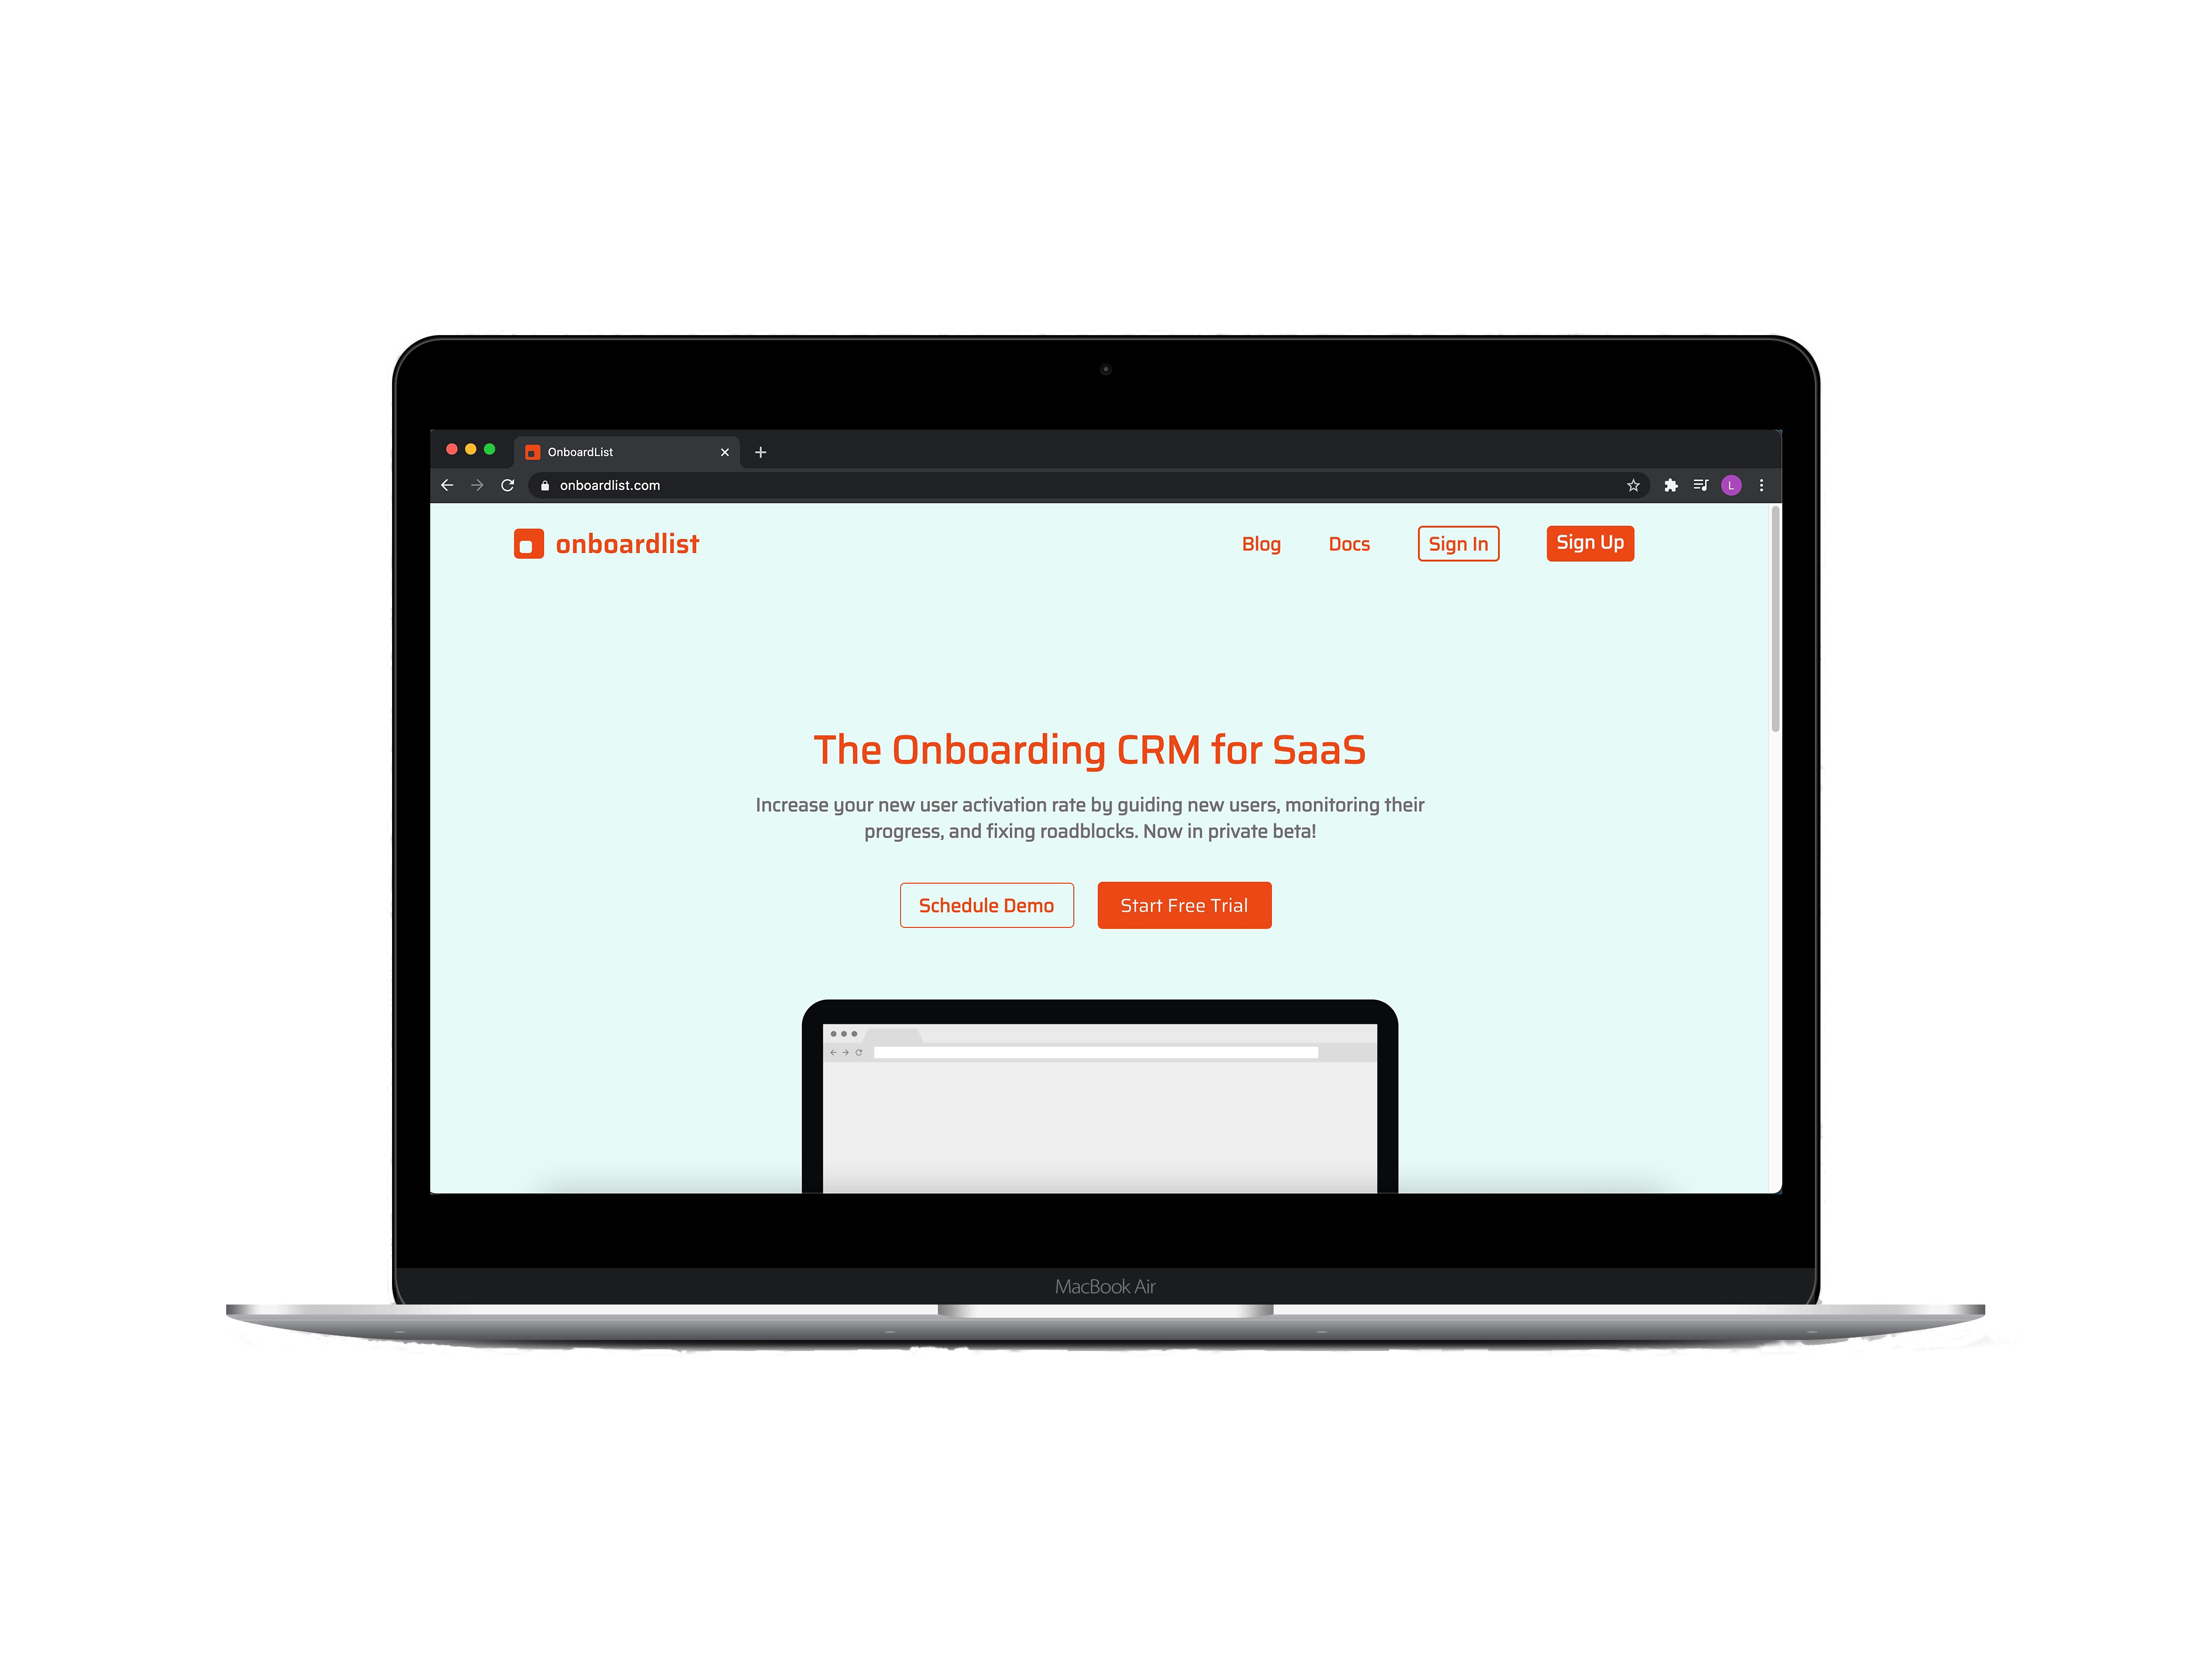 OnboardList
onboardlist.com
L
onboardlist
Blog
Docs
Sign In
Sign Up
The Onboarding CRM for SaaS
Increase your new user activation rate by guiding new users, monitoring their
progress, and fixing roadblocks. Now in private beta!
Schedule Demo
Start Free Trial
MacBook Air